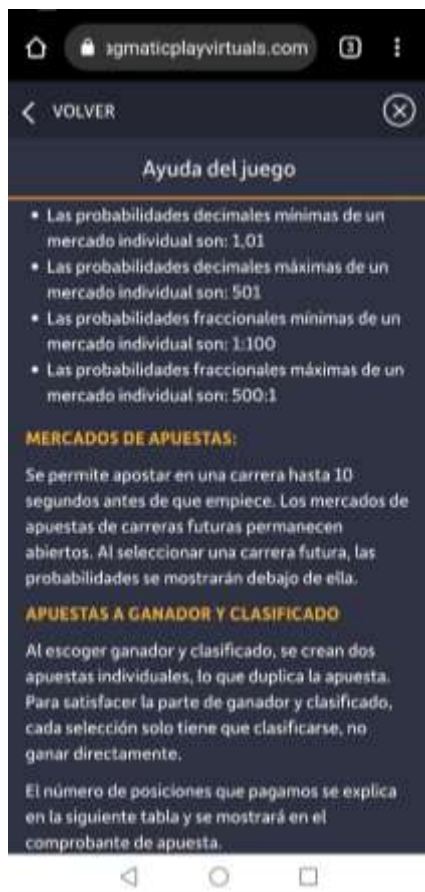 agmaticplayvirtuals.com 3
VOLVER
Ayuda del juego
• Las probabilidades decimales mínimas de un
mercado individual son: 1,01
• Las probabilidades decimales máximas de un
mercado individual son: 501
• Las probabilidades fraccionales mínimas de un
mercado individual son: 1:100
• Las probabilidades fraccionales máximas de un
mercado individual son: 500:1
MERCADOS DE APUESTAS:
Se permite apostar en una carrera hasta 10
segundos antes de que empiece. Los mercados de
apuestas de carreras futuras permanecen
abiertos. Al seleccionar una carrera futura, las
probabilidades se mostrarán debajo de ella.
APUESTAS A GANADOR Y CLASIFICADO
Al escoger ganador y clasificado, se crean dos
apuestas individuales, lo que duplica la apuesta.
Para satisfacer la parte de ganador y clasificado,
cada selección solo tiene que clasificarse, no
ganar directamente.
El número de posiciones que pagamos se explica
en la siguiente tabla y se mostrará en el
comprobante de apuesta.